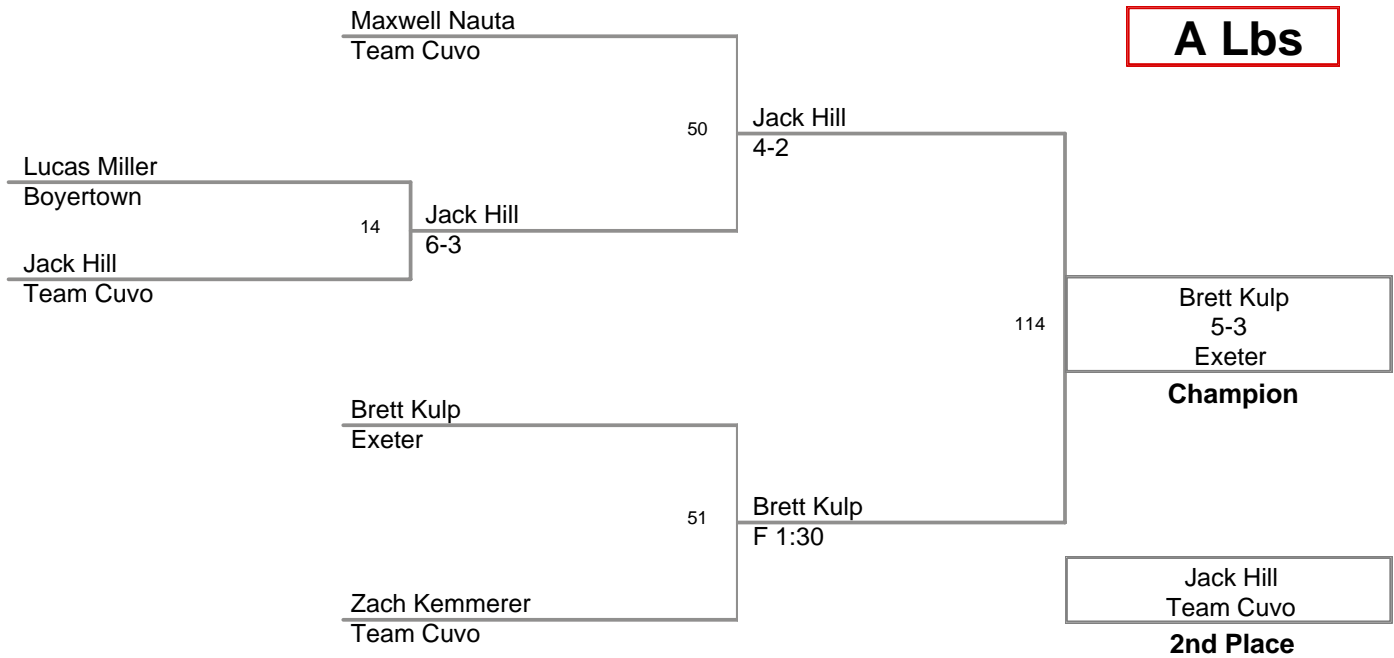 Maxwell Nauta
Team Cuvo
A Lbs
50
Jack Hill
4-2
Lucas Miller
Boyertown
14
Jack Hill
6-3
Jack Hill
Team Cuvo
114
Brett Kulp
5-3
Exeter
Champion
Brett Kulp
Exeter
51
Brett Kulp
F 1:30
Zach Kemmerer
Team Cuvo
Jack Hill
Team Cuvo
2nd Place